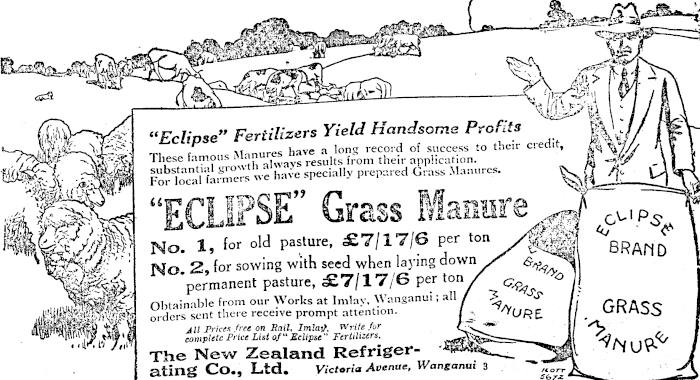 "Eclipse" Fertilizers Yield Handsome Profits
These famous Manures have a long record of success to their credit,
substantial growth always results from their application.
For local farmers we have specially prepared Grass Manures.
"ECLIPSE" Grass Manure
No. 1, for old pasture, £7/17/6 per ton
No. 2, for sowing with seed when laying down
permanent pasture, £7/17/6 per ton
Obtainable from our Works at Imlay, Wanganui; all
orders sent there receive prompt attention.
All Prices free on Rail, Imlay. Write for
complete Price List of "Eclipse" Fertilizers.
The New Zealand Refriger-
ating Co., Ltd. Victoria Avenue, Wanganui 3
BRAND
GRASS
MANURE
ECLIPSE
BRAND
GRASS
MANURE
ILOTT
5672